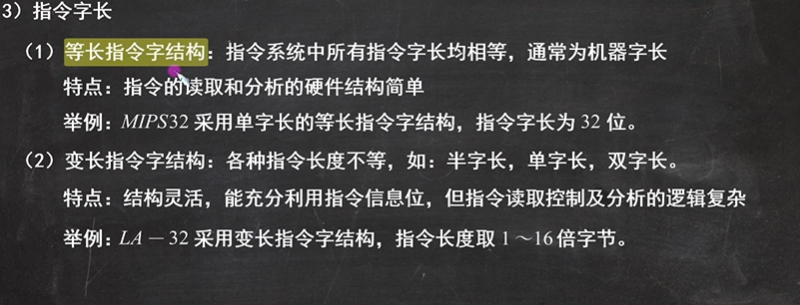 3）指令字长
（1）等长指令字结构：指令系统中所有指令字长均相等，通常为机器字长
特点：指令的读取和分析的硬件结构简单
举例：MIPS32 采用单字长的等长指令字结构，指令字长为 32 位。
（2）变长指令字结构：各种指令长度不等，如：半字长，单字长，双字长。
特点：结构灵活，能充分利用指令信息位，但指令读取控制及分析的逻辑复杂
举例：LA－32 采用变长指令字结构，指令长度取 1～16 倍字节。